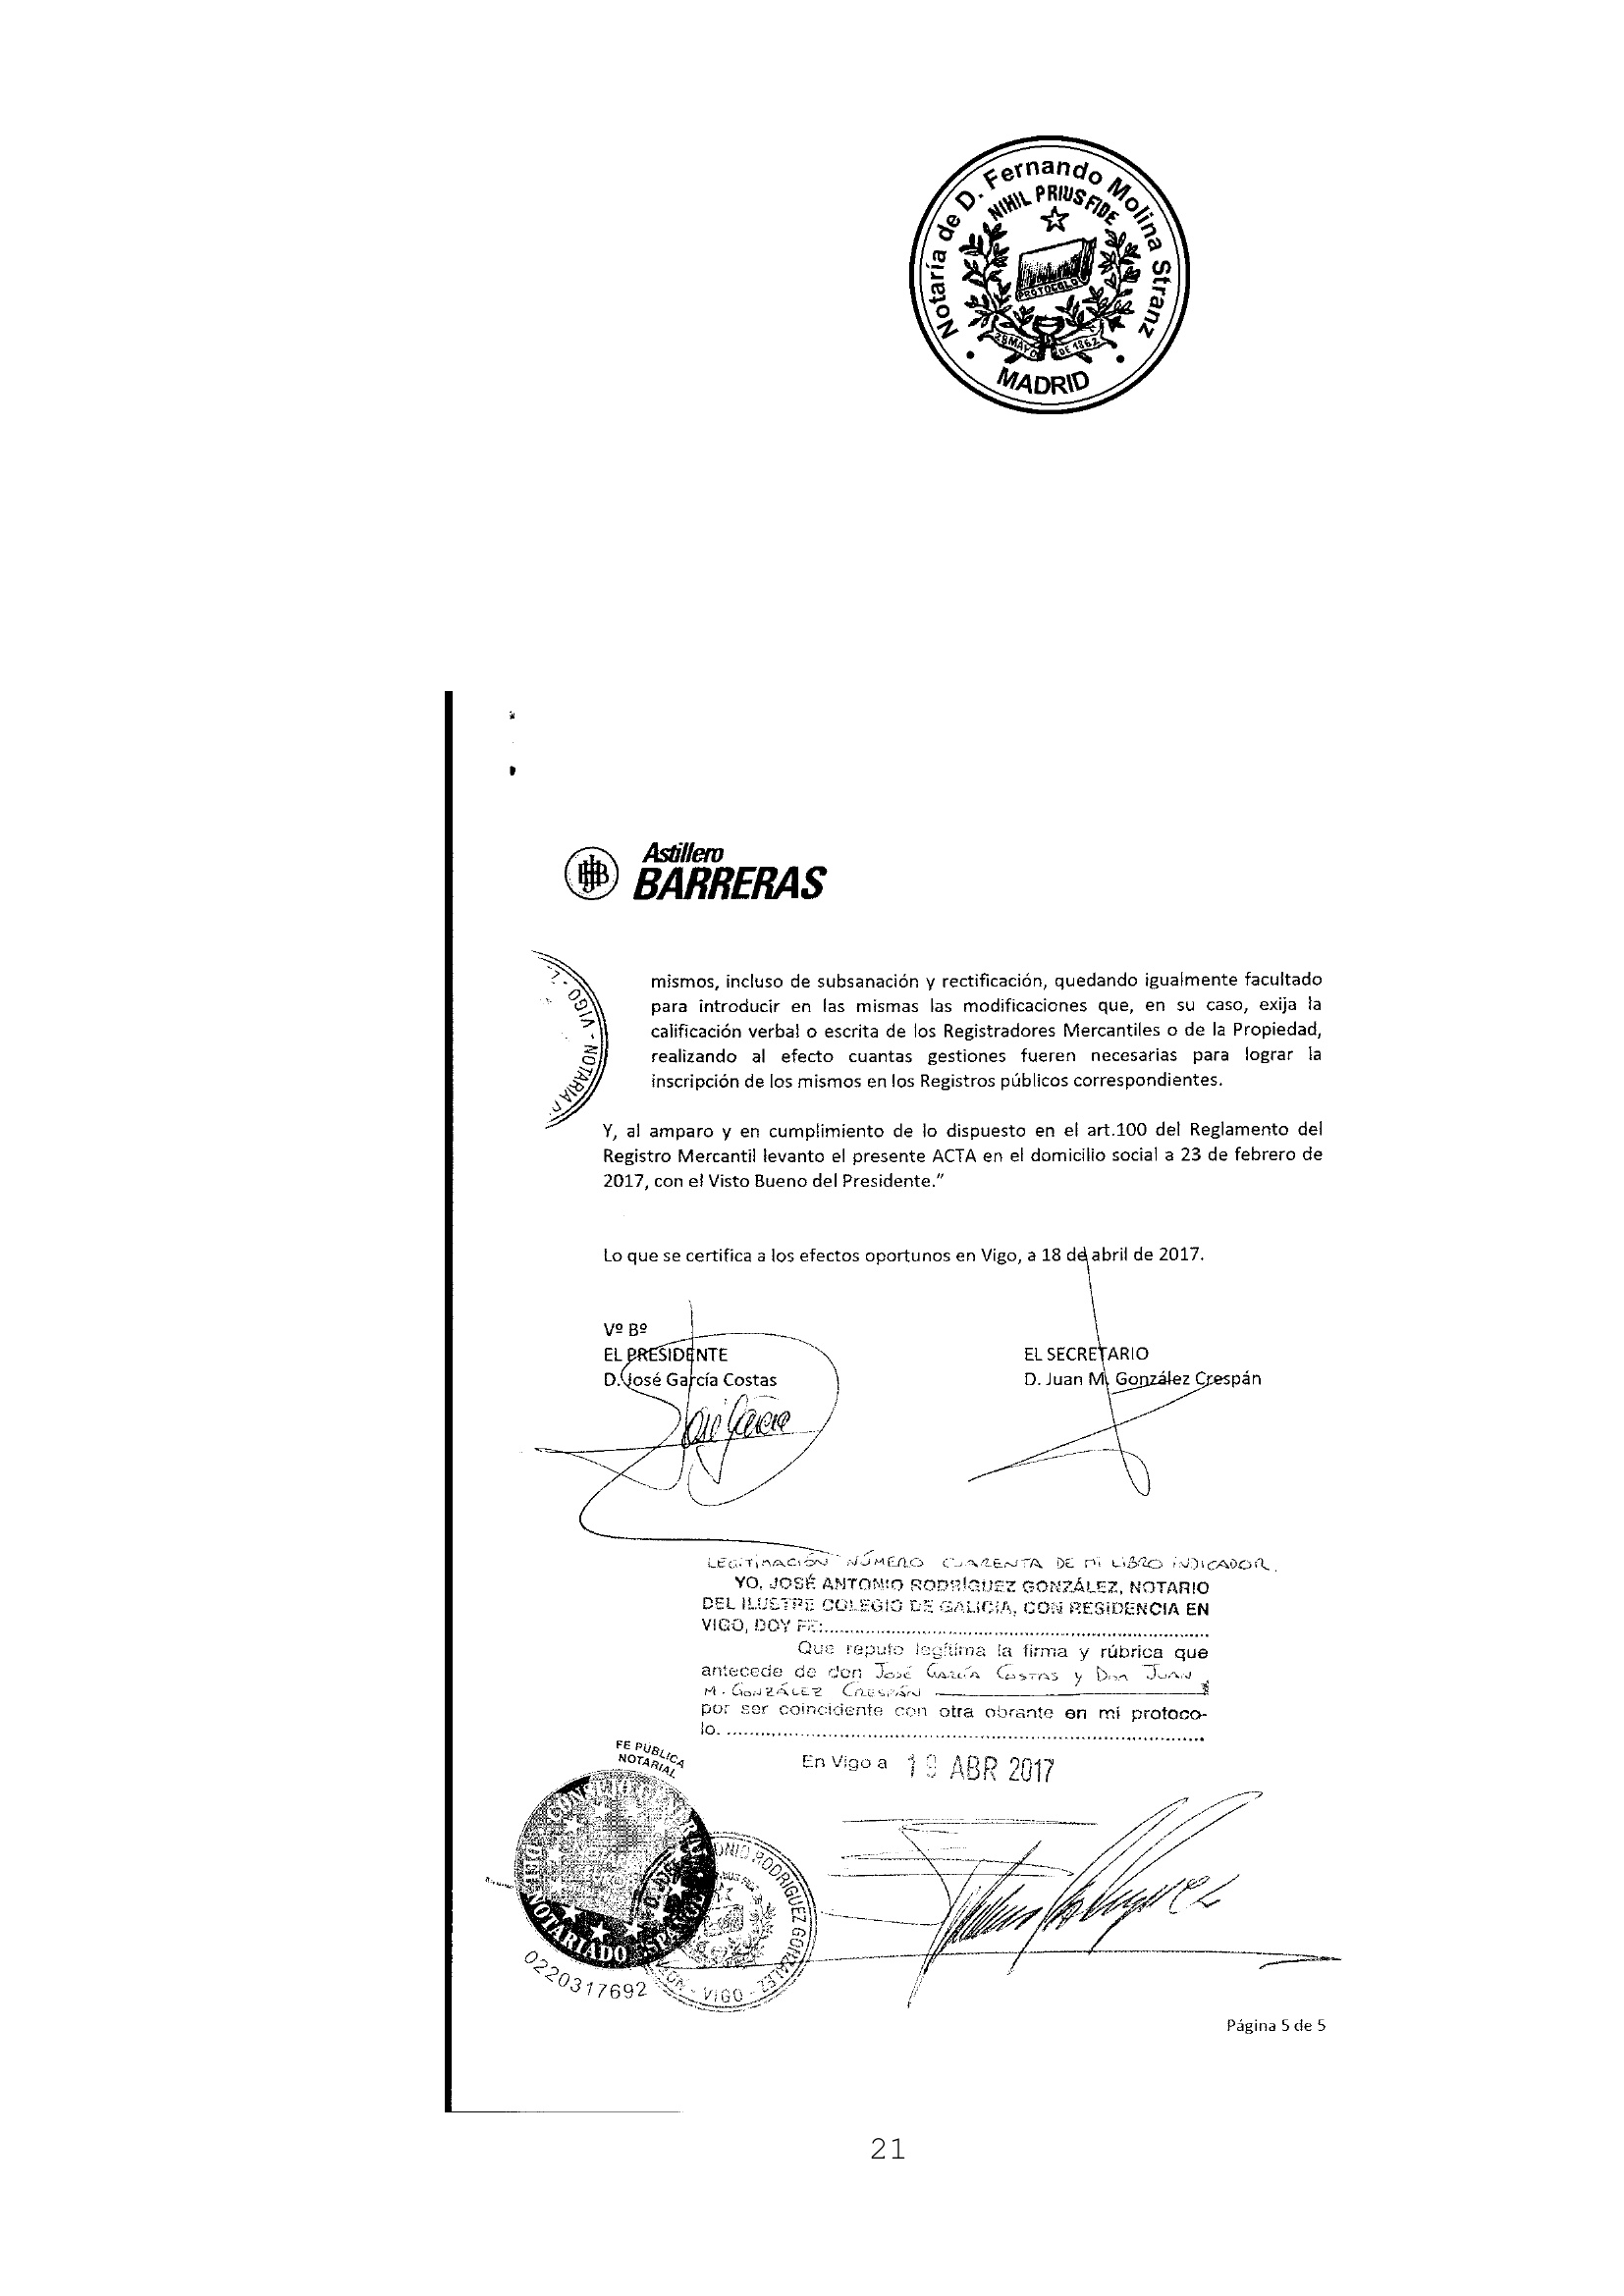 Notaría de D. Fernando Molina Stranz
NIHIL PRIUS FIDE
PROTOCOLO
28 MAYO DE 1862
MADRID
Astillero
BARRERAS
VIGO - NOTARIA
mismos, incluso de subsanación y rectificación, quedando igualmente facultado
para introducir en las mismas las modificaciones que, en su caso, exija la
calificación verbal o escrita de los Registradores Mercantiles o de la Propiedad,
realizando al efecto cuantas gestiones fueren necesarias para lograr la
inscripción de los mismos en los Registros públicos correspondientes.
Y, al amparo y en cumplimiento de lo dispuesto en el art.100 del Reglamento del
Registro Mercantil levanto el presente ACTA en el domicilio social a 23 de febrero de
2017, con el Visto Bueno del Presidente.”
Lo que se certifica a los efectos oportunos en Vigo, a 18 de abril de 2017.
Vº Bº
EL PRESIDENTE
D. José García Costas
EL SECRETARIO
D. Juan M. González Crespán
José García
LEGITIMACIÓN NÚMERO CUARENTA DE MI LIBRO INDICADOR.
YO, JOSÉ ANTONIO RODRÍGUEZ GONZÁLEZ, NOTARIO
DEL ILUSTRE COLEGIO DE GALICIA, CON RESIDENCIA EN
VIGO, DOY FE:
Que reputo legítima la firma y rúbrica que
antecede de don José García Costas y Don Juan
M. González Crespán
por ser coincidente con otra obrante en mi protoco-
lo.
En Vigo a 19 ABR 2017
FE PÚBLICA
NOTARIAL
NOTARIADO
0220317692
RODRIGUEZ GONZALEZ
VIGO
Página 5 de 5
21